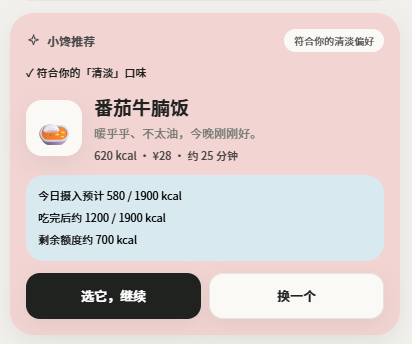 小馋推荐
符合你的清淡偏好
✓ 符合你的「清淡」口味
番茄牛腩饭
暖乎乎、不太油，今晚刚刚好。
620 kcal · ¥28 · 约 25 分钟
今日摄入预计 580 / 1900 kcal
吃完后约 1200 / 1900 kcal
剩余额度约 700 kcal
选它，继续
换一个